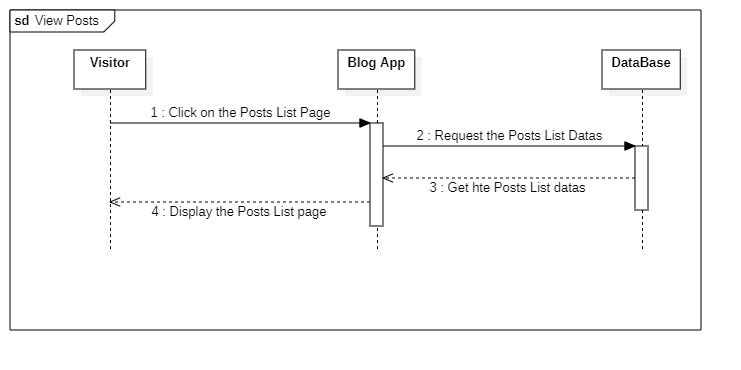 sd View Posts
Visitor
Blog App
DataBase
1 : Click on the Posts List Page
2 : Request the Posts List Datas
3 : Get hte Posts List datas
4 : Display the Posts List page